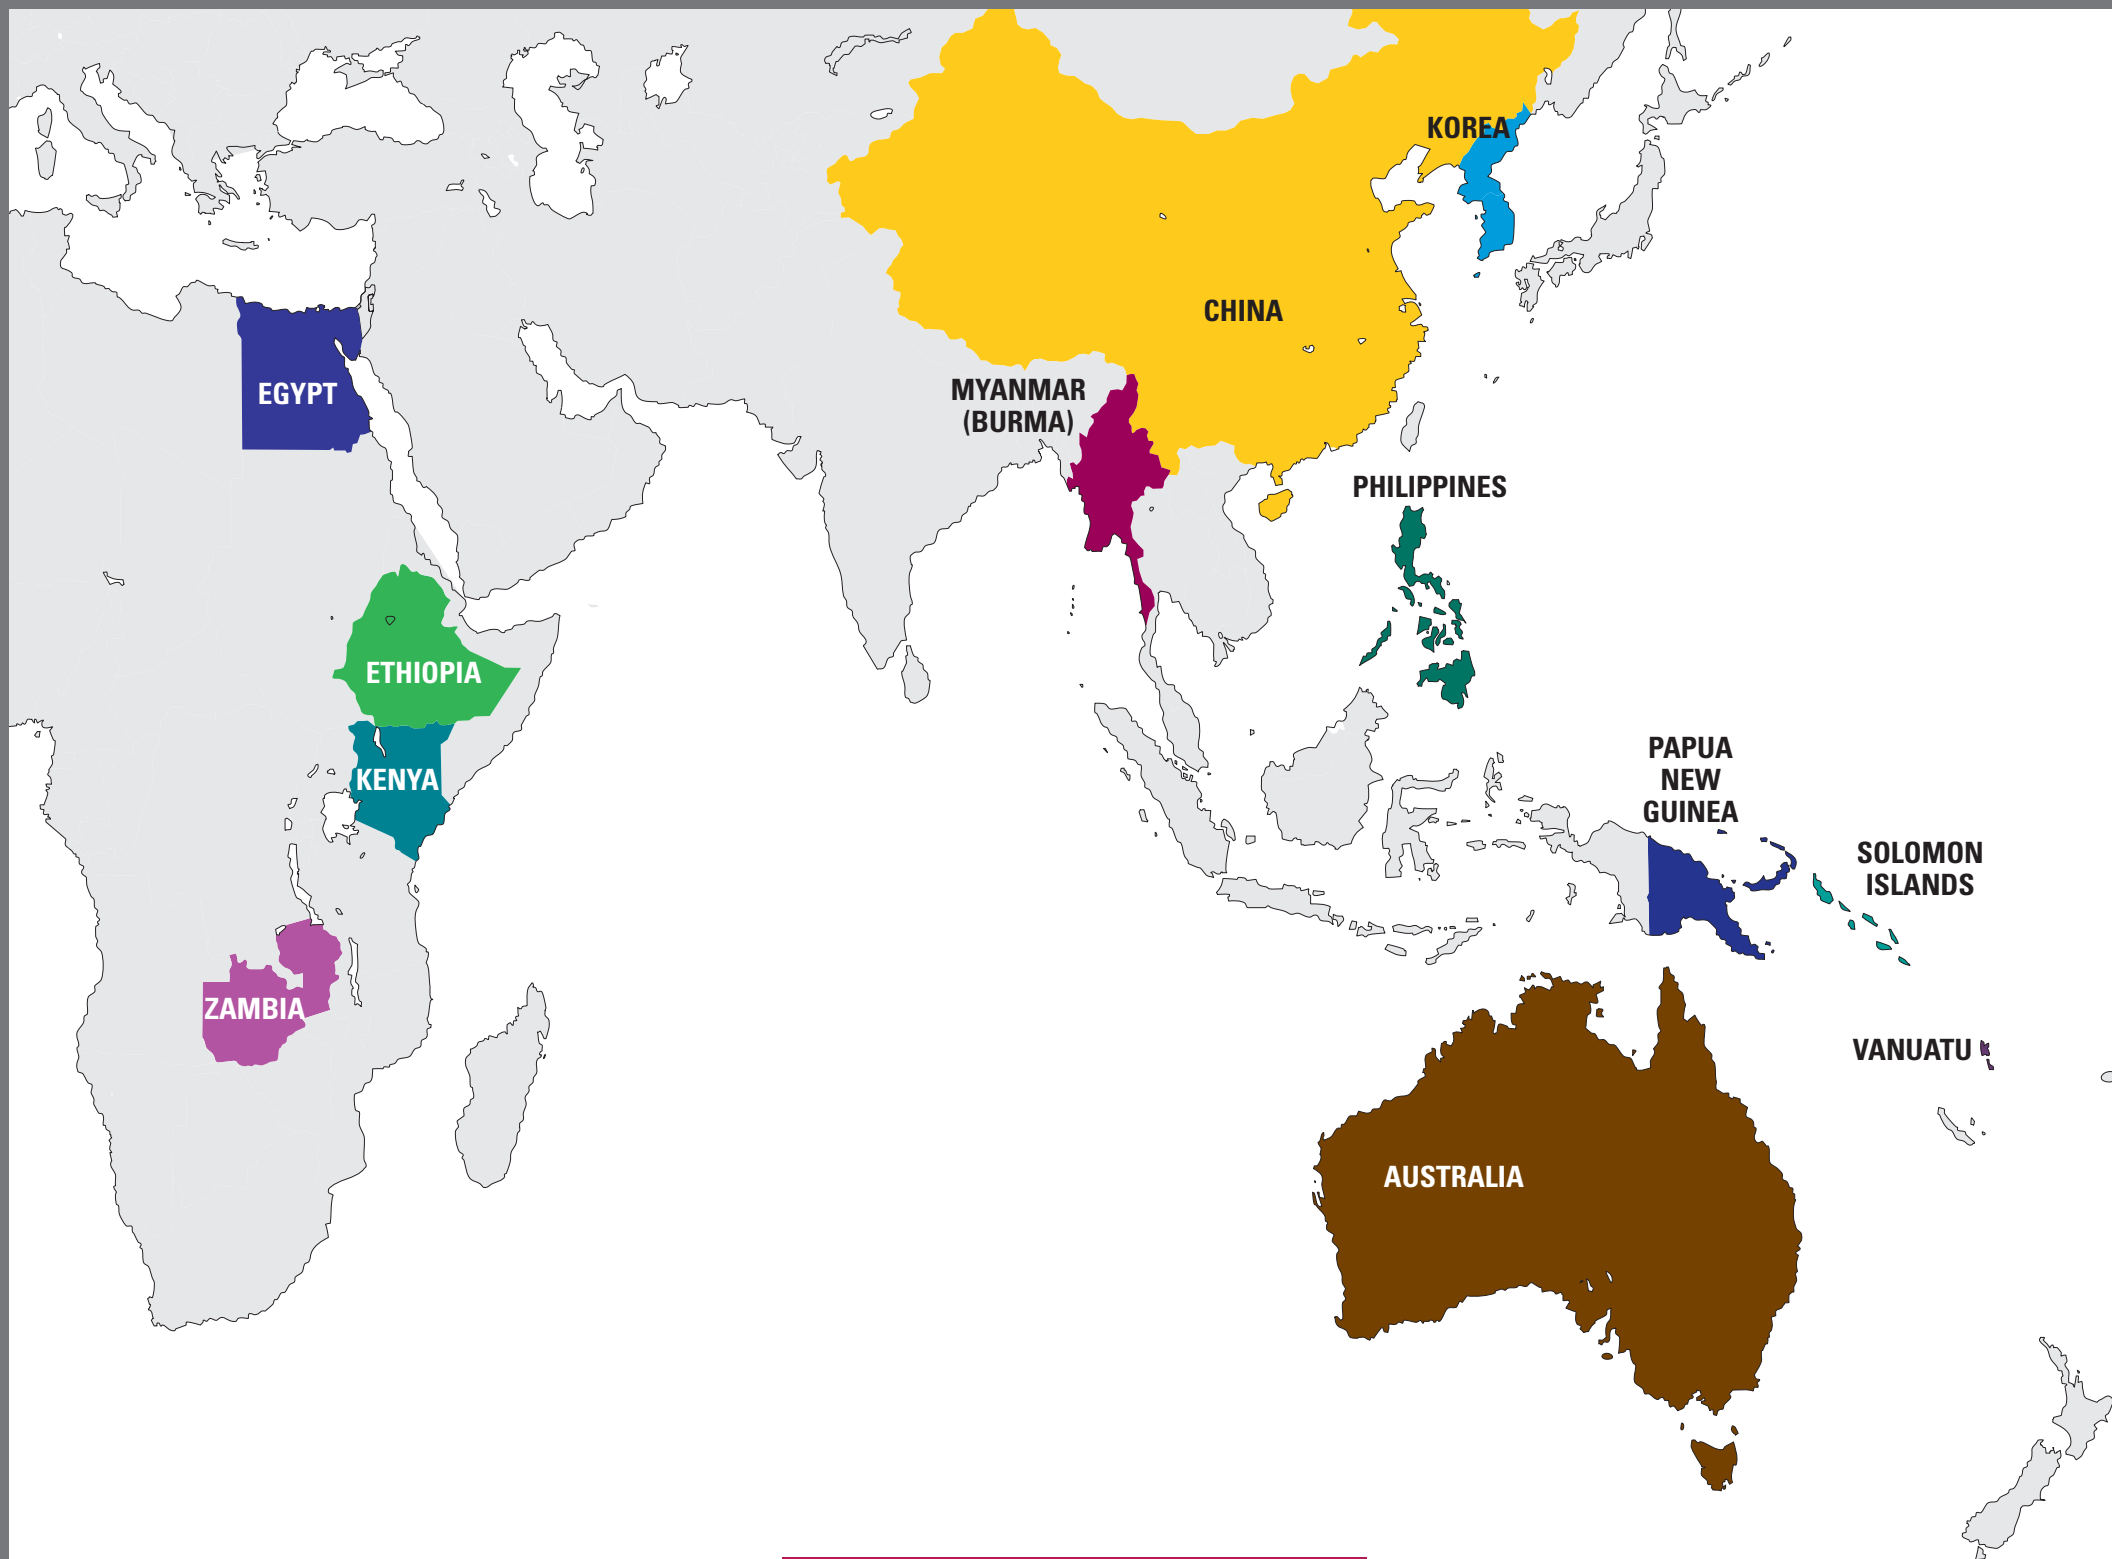 KOREA
CHINA
MYANMAR
(BURMA)
EGYPT
PHILIPPINES
ETHIOPIA
KENYA
PAPUA
NEW
GUINEA
SOLOMON
ISLANDS
ZAMBIA
VANUATU
AUSTRALIA